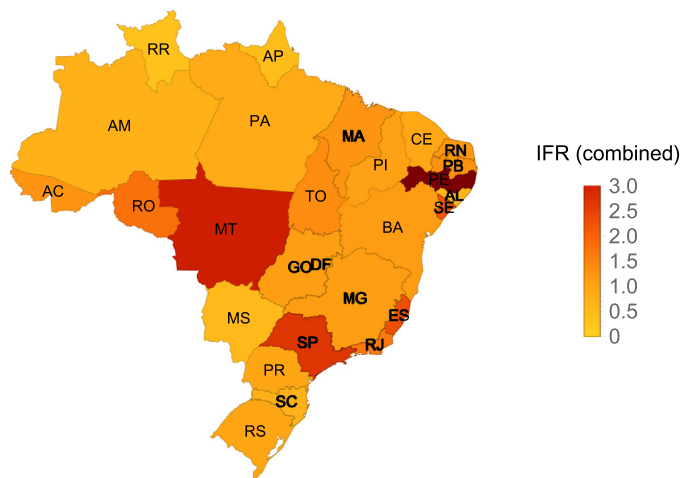 RR
AP
AM
PA
MA
CE
RN
PB
PI
PE
AL
SE
AC
RO
TO
MT
BA
GO
DF
MG
MS
ES
SP
RJ
PR
SC
RS
IFR (combined)
3.0
2.5
2.0
1.5
1.0
0.5
0